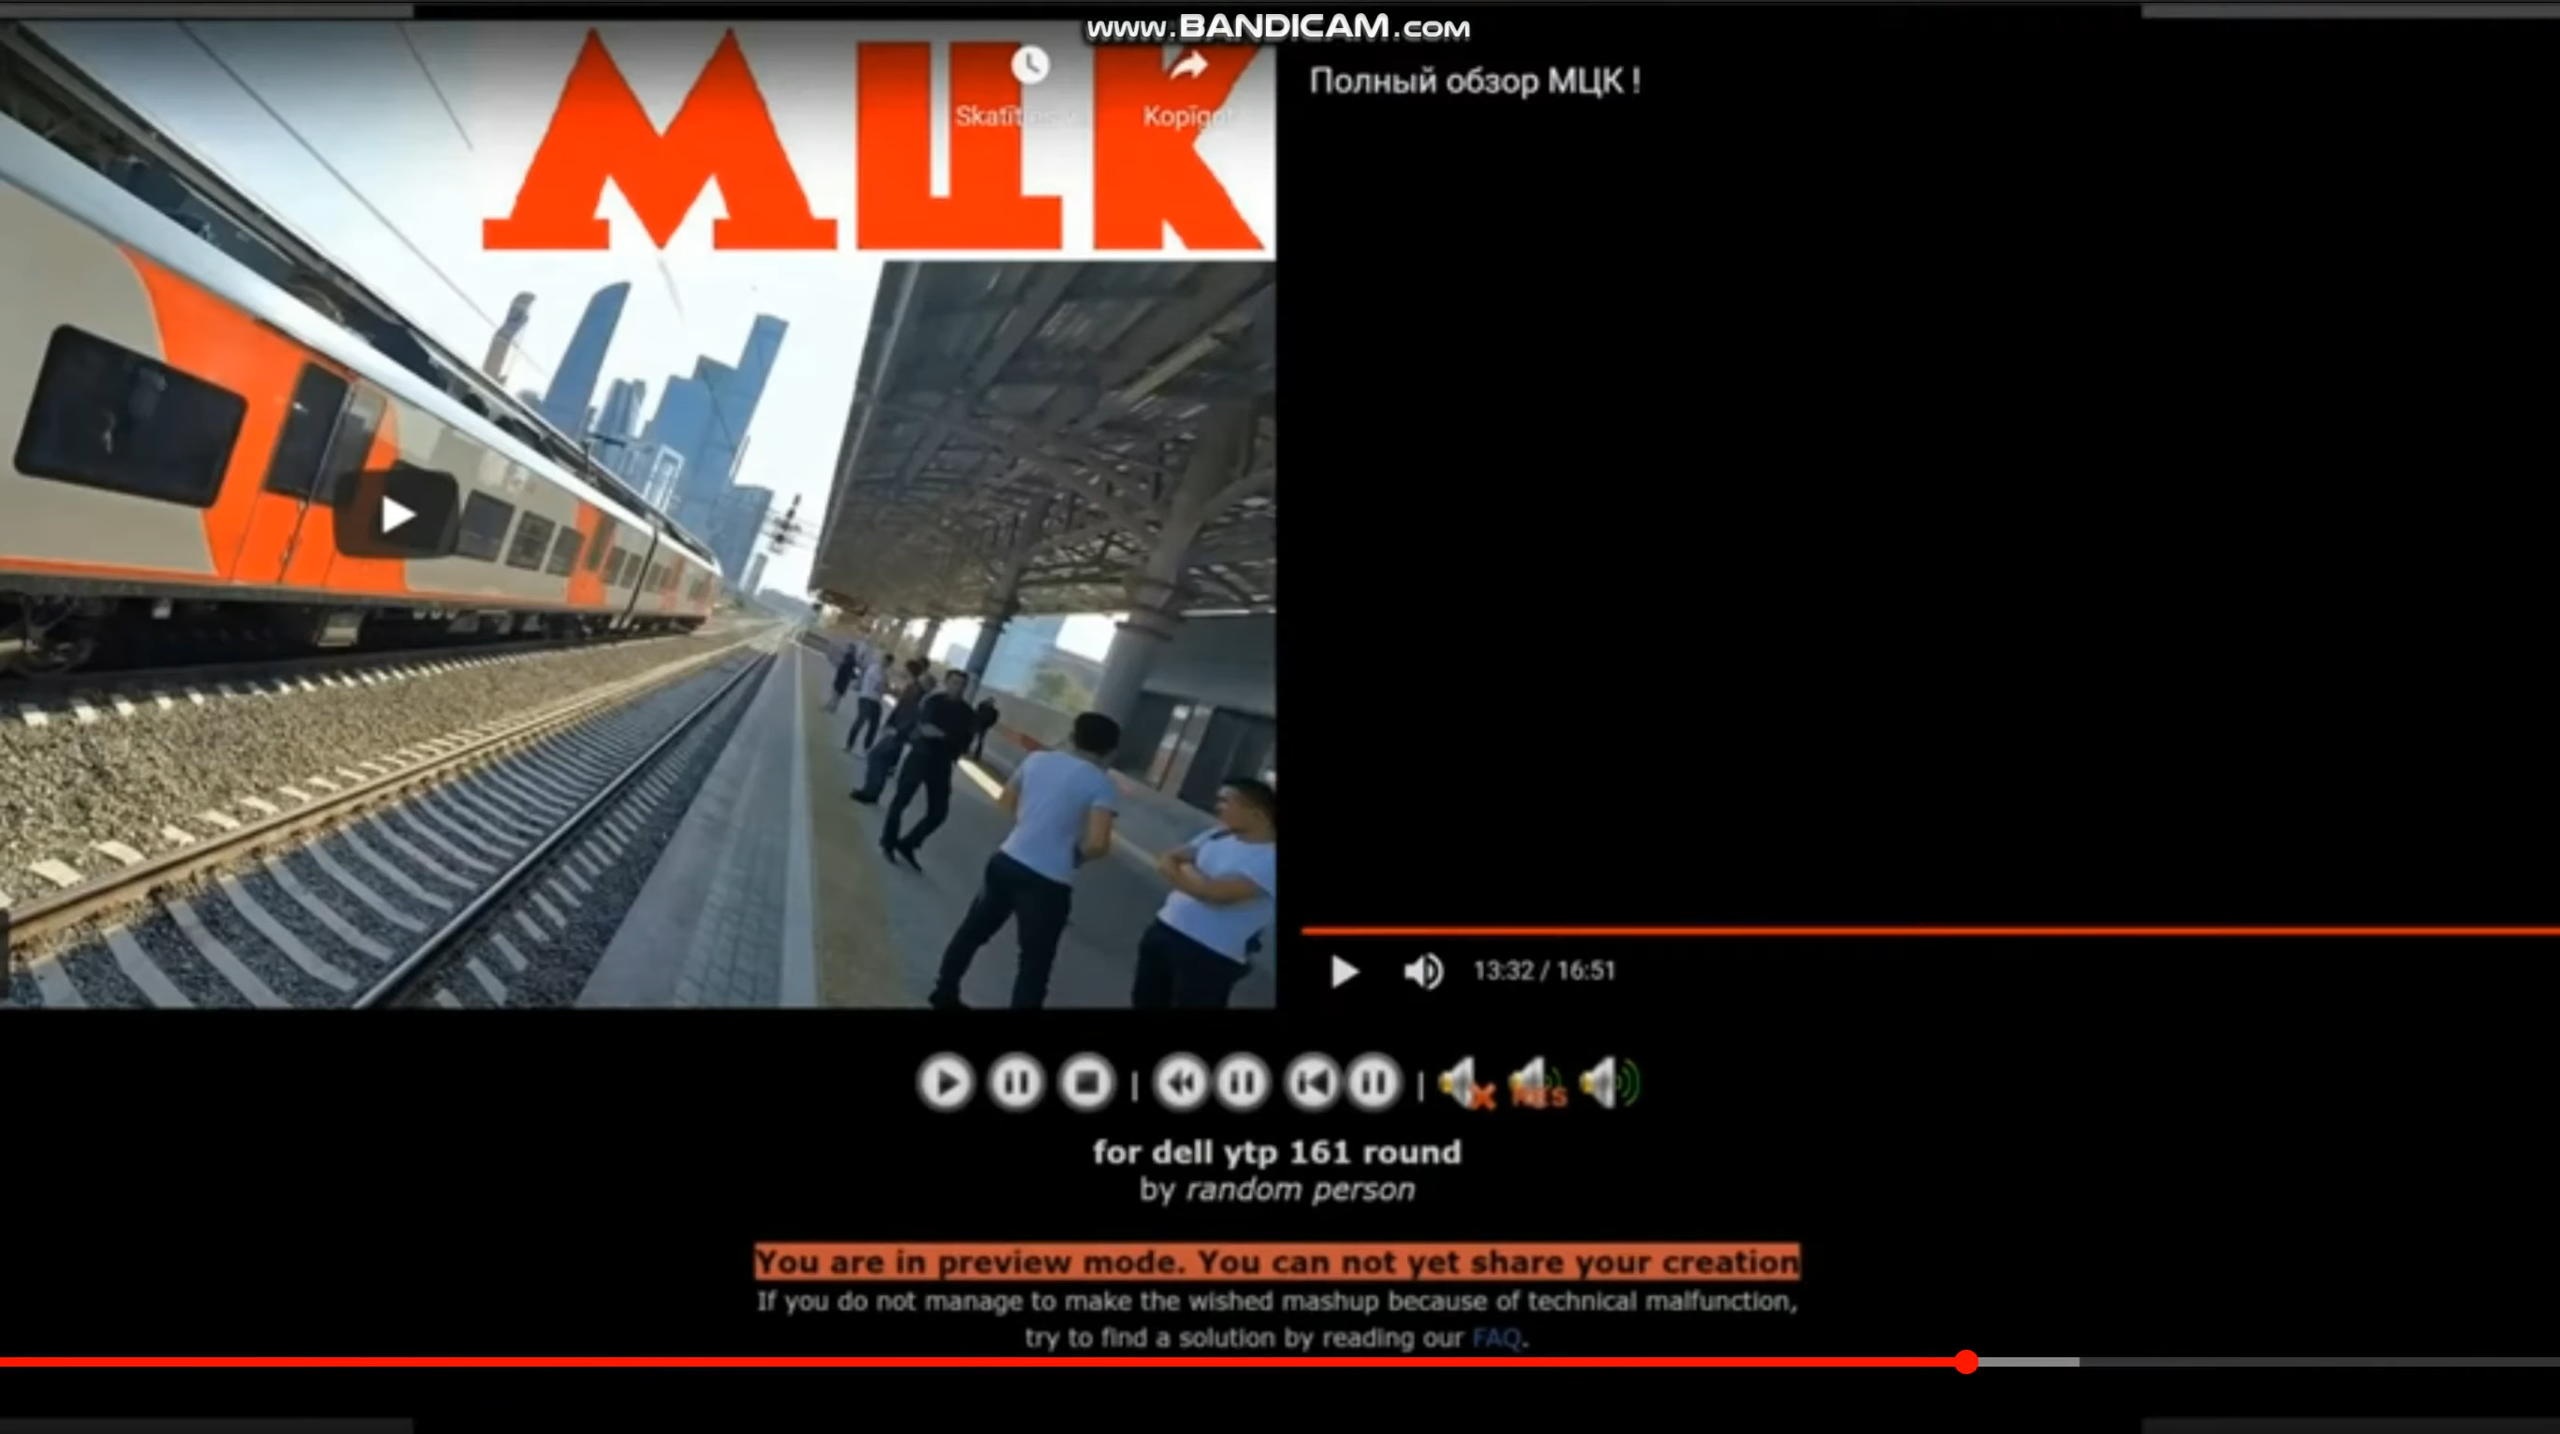 www.BANDICAM.com
МЦК
Полный обзор МЦК !
13:32 / 16:51
for dell ytp 161 round
by random person
You are in preview mode. You can not yet share your creation
If you do not manage to make the wished mashup because of technical malfunction,
try to find a solution by reading our FAQ.